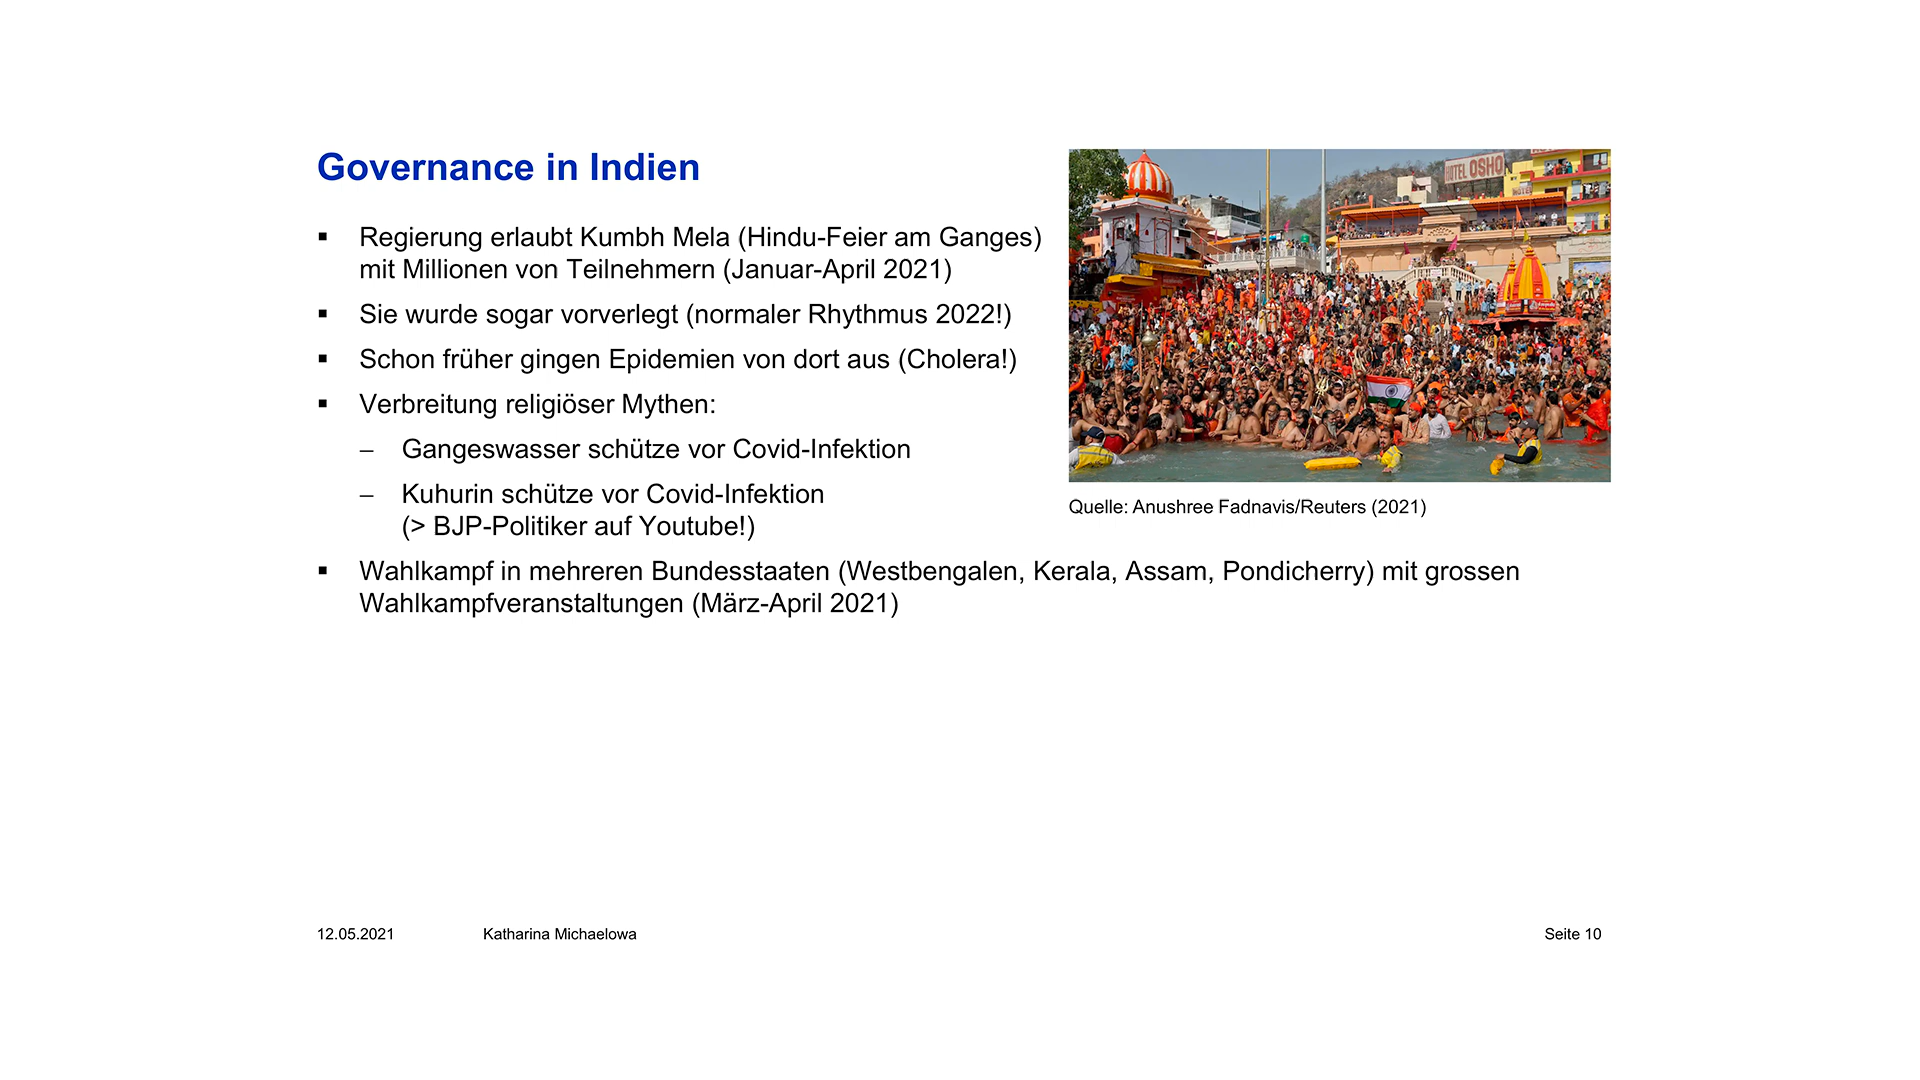 Governance in Indien
▪ Regierung erlaubt Kumbh Mela (Hindu-Feier am Ganges)
mit Millionen von Teilnehmern (Januar-April 2021)
▪ Sie wurde sogar vorverlegt (normaler Rhythmus 2022!)
▪ Schon früher gingen Epidemien von dort aus (Cholera!)
▪ Verbreitung religiöser Mythen:
– Gangeswasser schütze vor Covid-Infektion
– Kuhurin schütze vor Covid-Infektion
(> BJP-Politiker auf Youtube!)
▪ Wahlkampf in mehreren Bundesstaaten (Westbengalen, Kerala, Assam, Pondicherry) mit grossen
Wahlkampfveranstaltungen (März-April 2021)
HOTEL OSHO
Quelle: Anushree Fadnavis/Reuters (2021)
12.05.2021
Katharina Michaelowa
Seite 10